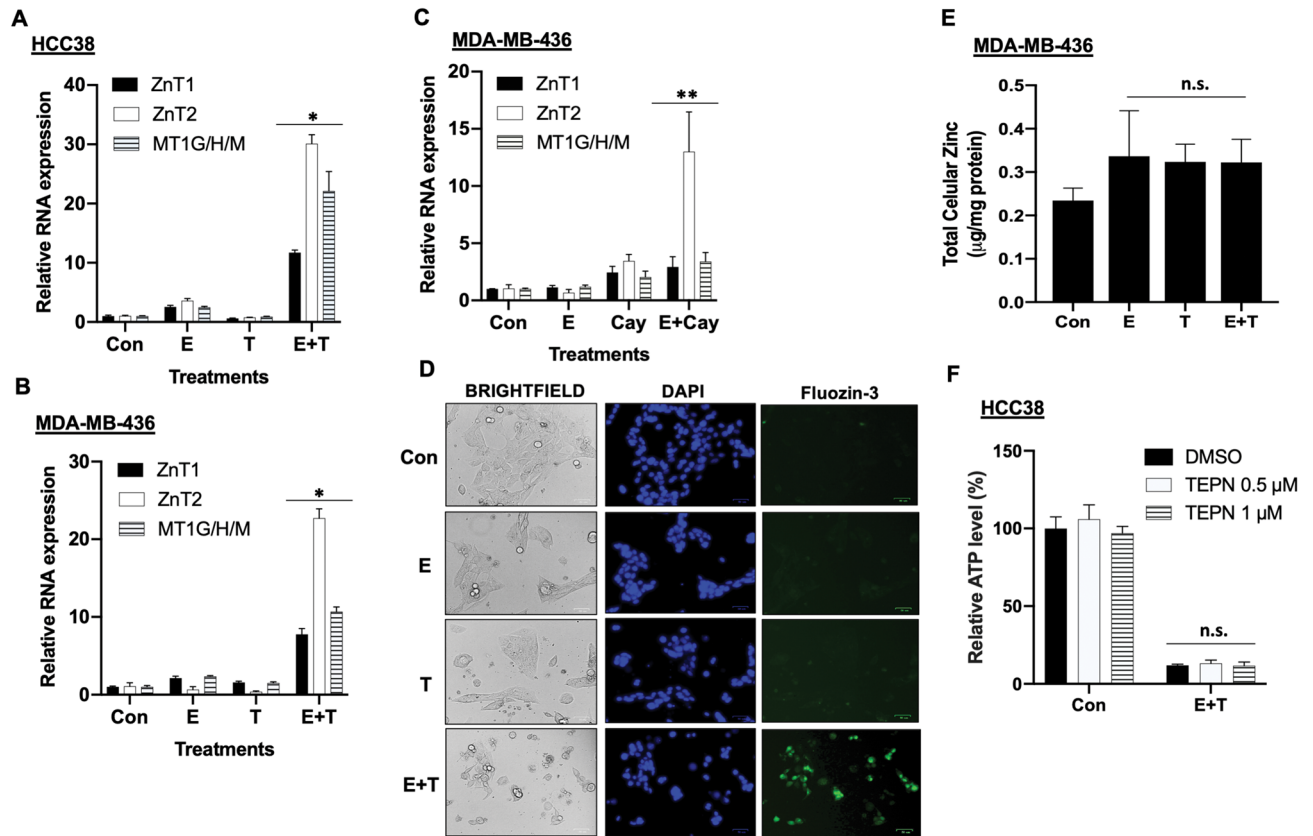 A
HCC38
ZnT1
ZnT2
MT1G/H/M
Relative RNA expression
40
30
20
10
0
*
Con E T E+T
Treatments
B
MDA-MB-436
ZnT1
ZnT2
MT1G/H/M
Relative RNA expression
30
20
10
0
*
Con E T E+T
Treatments
C
MDA-MB-436
ZnT1
ZnT2
MT1G/H/M
Relative RNA expression
20
15
10
5
0
**
Con E Cay E+Cay
Treatments
D
BRIGHTFIELD DAPI Fluozin-3
Con
E
T
E+T
E
MDA-MB-436
Total Cellular Zinc
(μg/mg protein)
0.5
0.4
0.3
0.2
0.1
0.0
n.s.
Con E T E+T
F
HCC38
DMSO
TEPN 0.5 μM
TEPN 1 μM
Relative ATP level (%)
150
100
50
0
n.s.
Con E+T